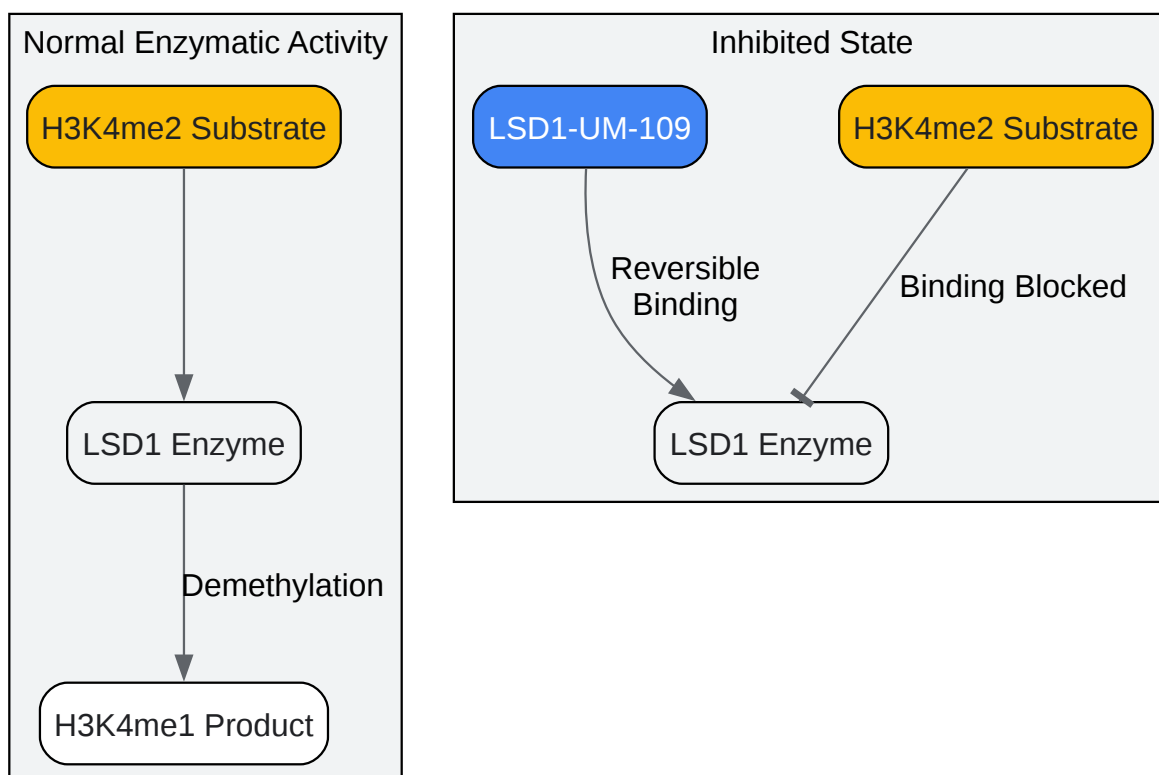 Normal Enzymatic Activity
H3K4me2 Substrate
LSD1 Enzyme
Demethylation
H3K4me1 Product
Inhibited State
LSD1-UM-109
H3K4me2 Substrate
Reversible
Binding
Binding Blocked
LSD1 Enzyme